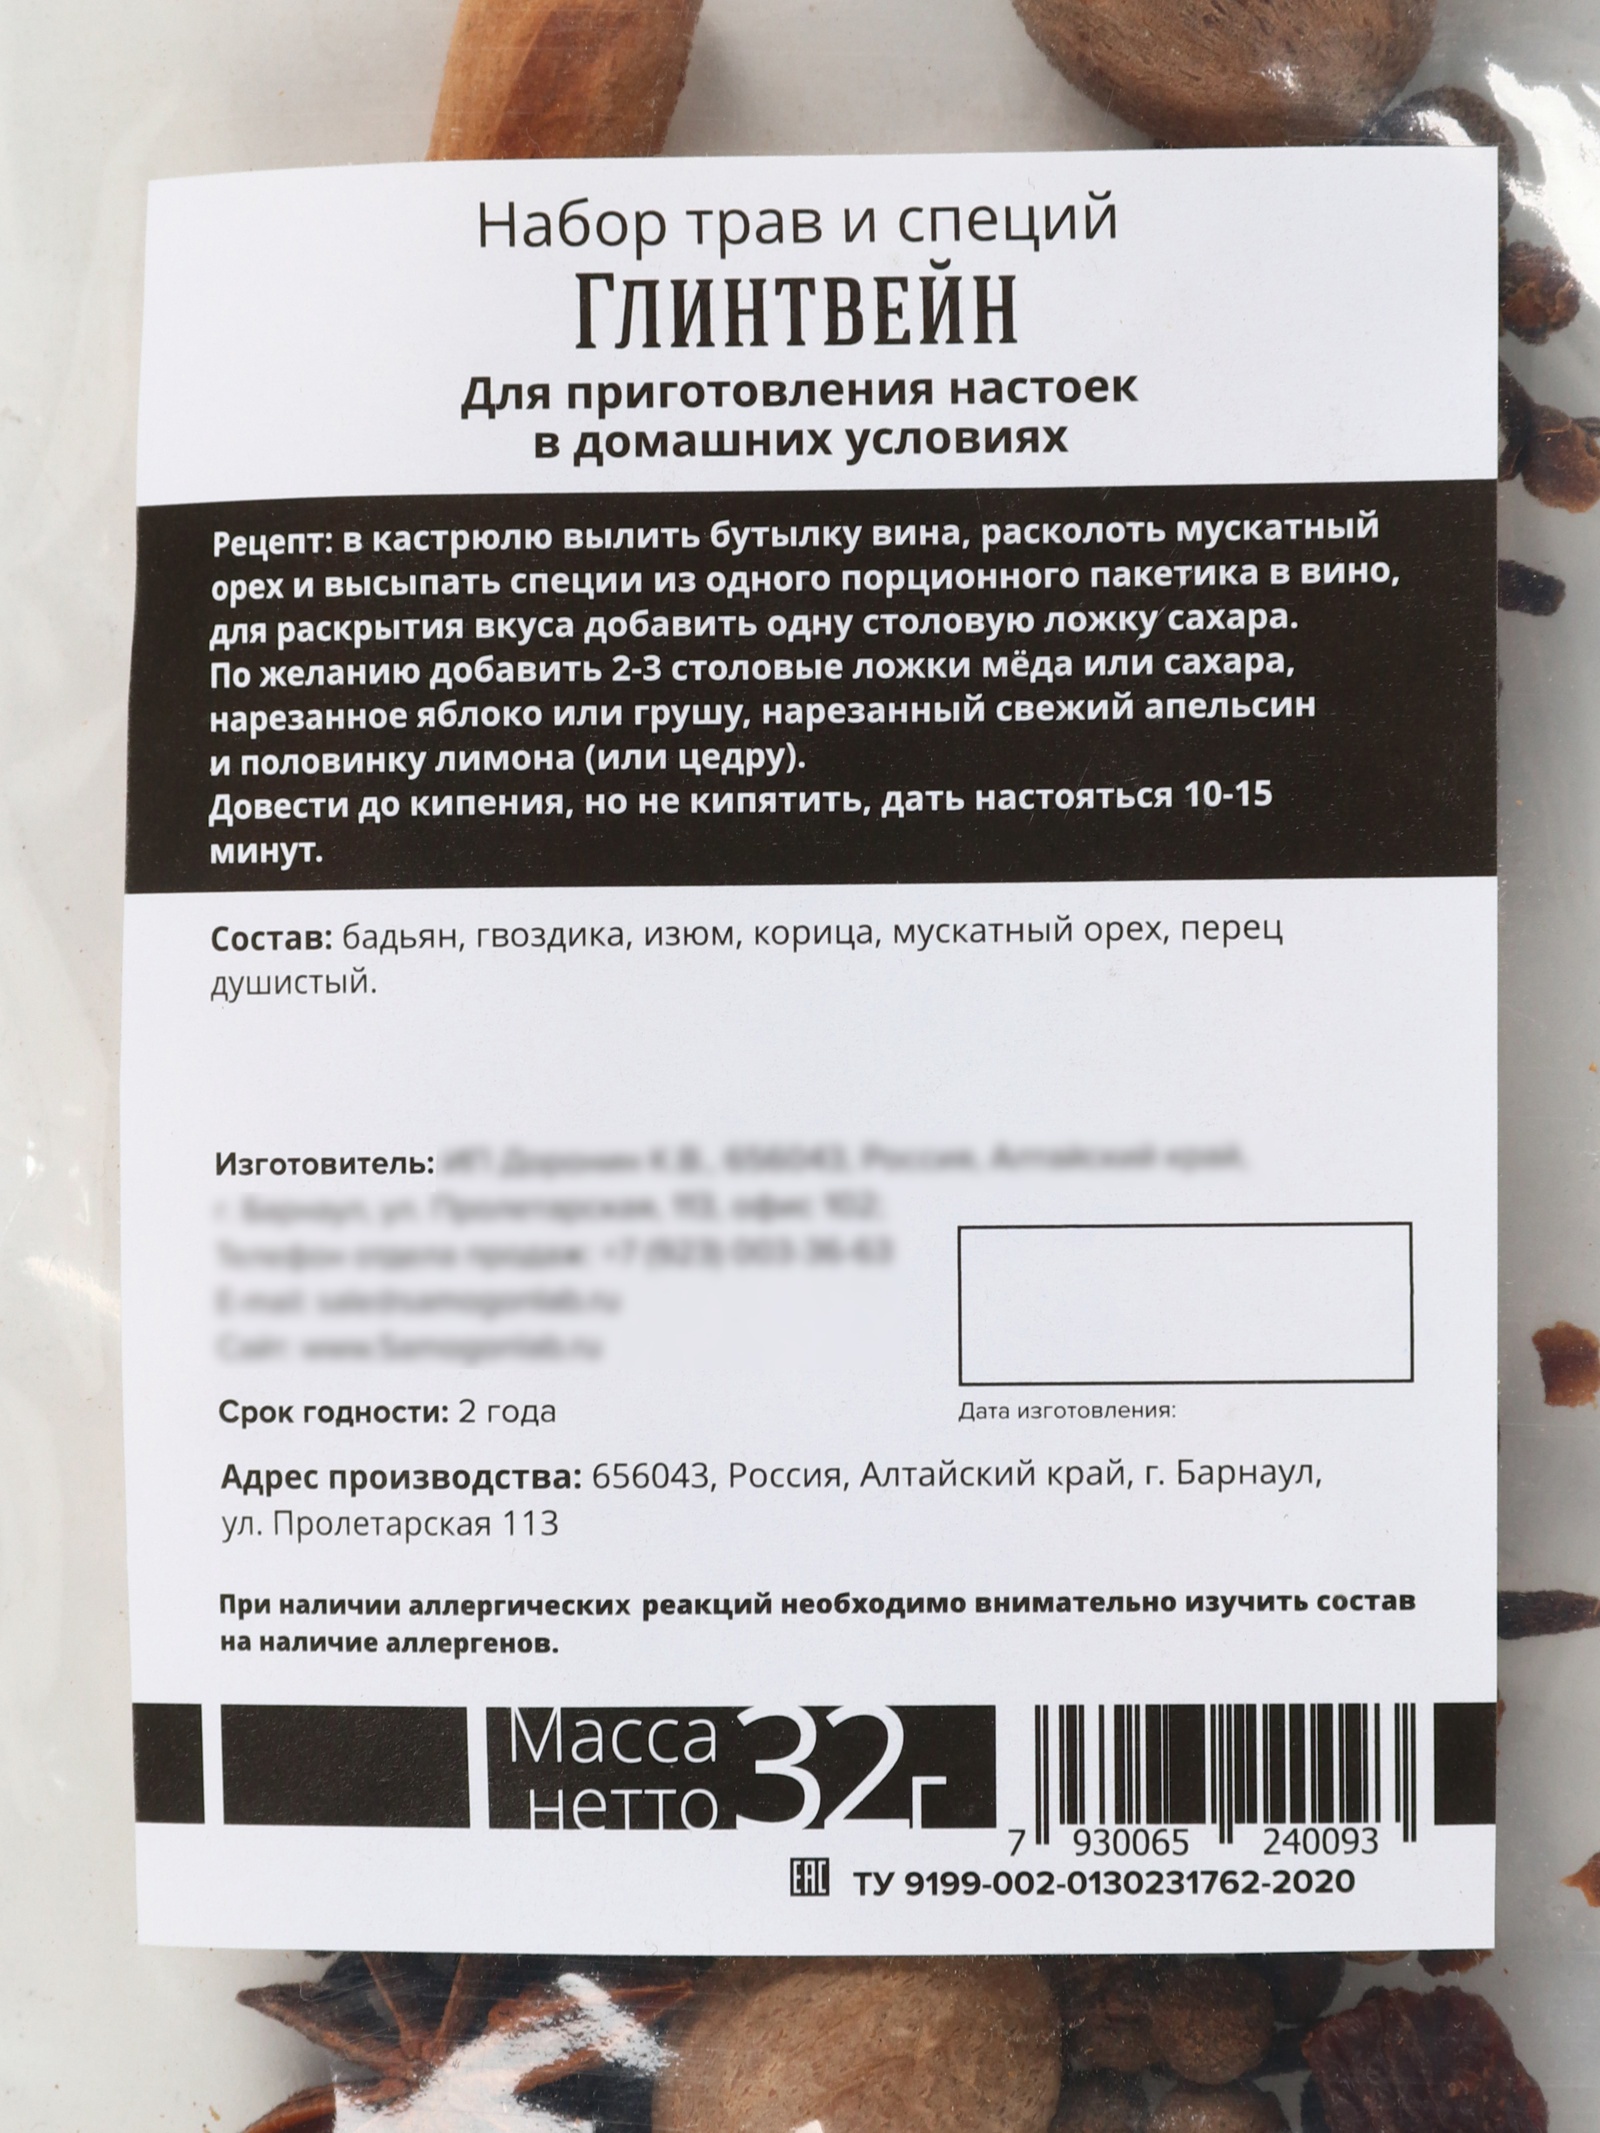 Набор трав и специй
Глинтвейн
Для приготовления настоек
в домашних условиях
Рецепт: в кастрюлю вылить бутылку вина, расколоть мускатный
орех и высыпать специи из одного порционного пакетика в вино,
для раскрытия вкуса добавить одну столовую ложку сахара.
По желанию добавить 2-3 столовые ложки мёда или сахара,
нарезанное яблоко или грушу, нарезанный свежий апельсин
и половинку лимона (или цедру).
Довести до кипения, но не кипятить, дать настояться 10-15
минут.
Состав: бадьян, гвоздика, изюм, корица, мускатный орех, перец
душистый.
Изготовитель:
Срок годности: 2 года
Дата изготовления:
Адрес производства: 656043, Россия, Алтайский край, г. Барнаул,
ул. Пролетарская 113
При наличии аллергических реакций необходимо внимательно изучить состав
на наличие аллергенов.
Масса
нетто 32г
7 930065 240093
EAC ТУ 9199-002-0130231762-2020